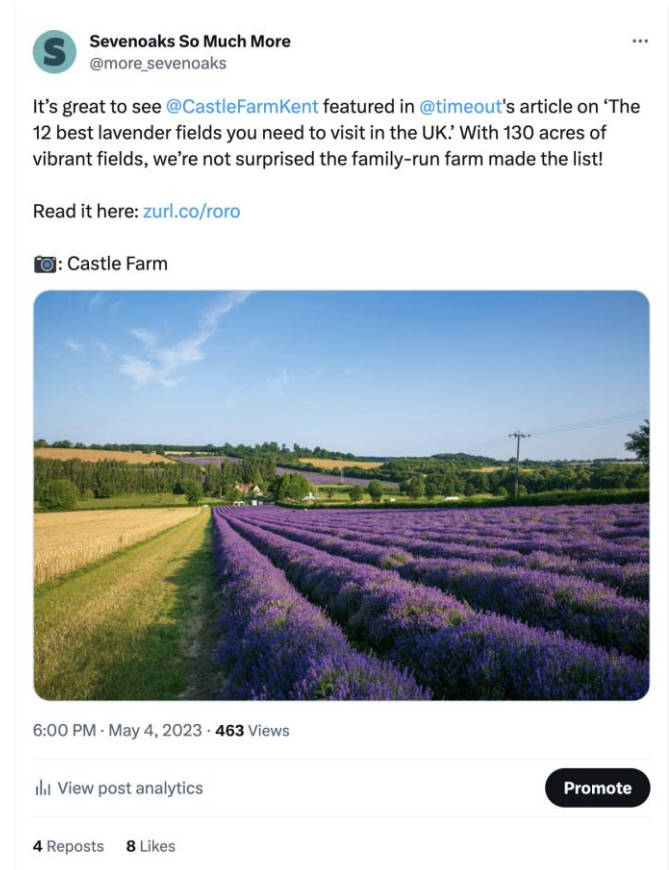 S
Sevenoaks So Much More
@more_sevenoaks
It’s great to see @CastleFarmKent featured in @timeout's article on ‘The
12 best lavender fields you need to visit in the UK.’ With 130 acres of
vibrant fields, we’re not surprised the family-run farm made the list!
Read it here: zurl.co/roro
📷: Castle Farm
6:00 PM · May 4, 2023 · 463 Views
View post analytics
Promote
4 Reposts 8 Likes